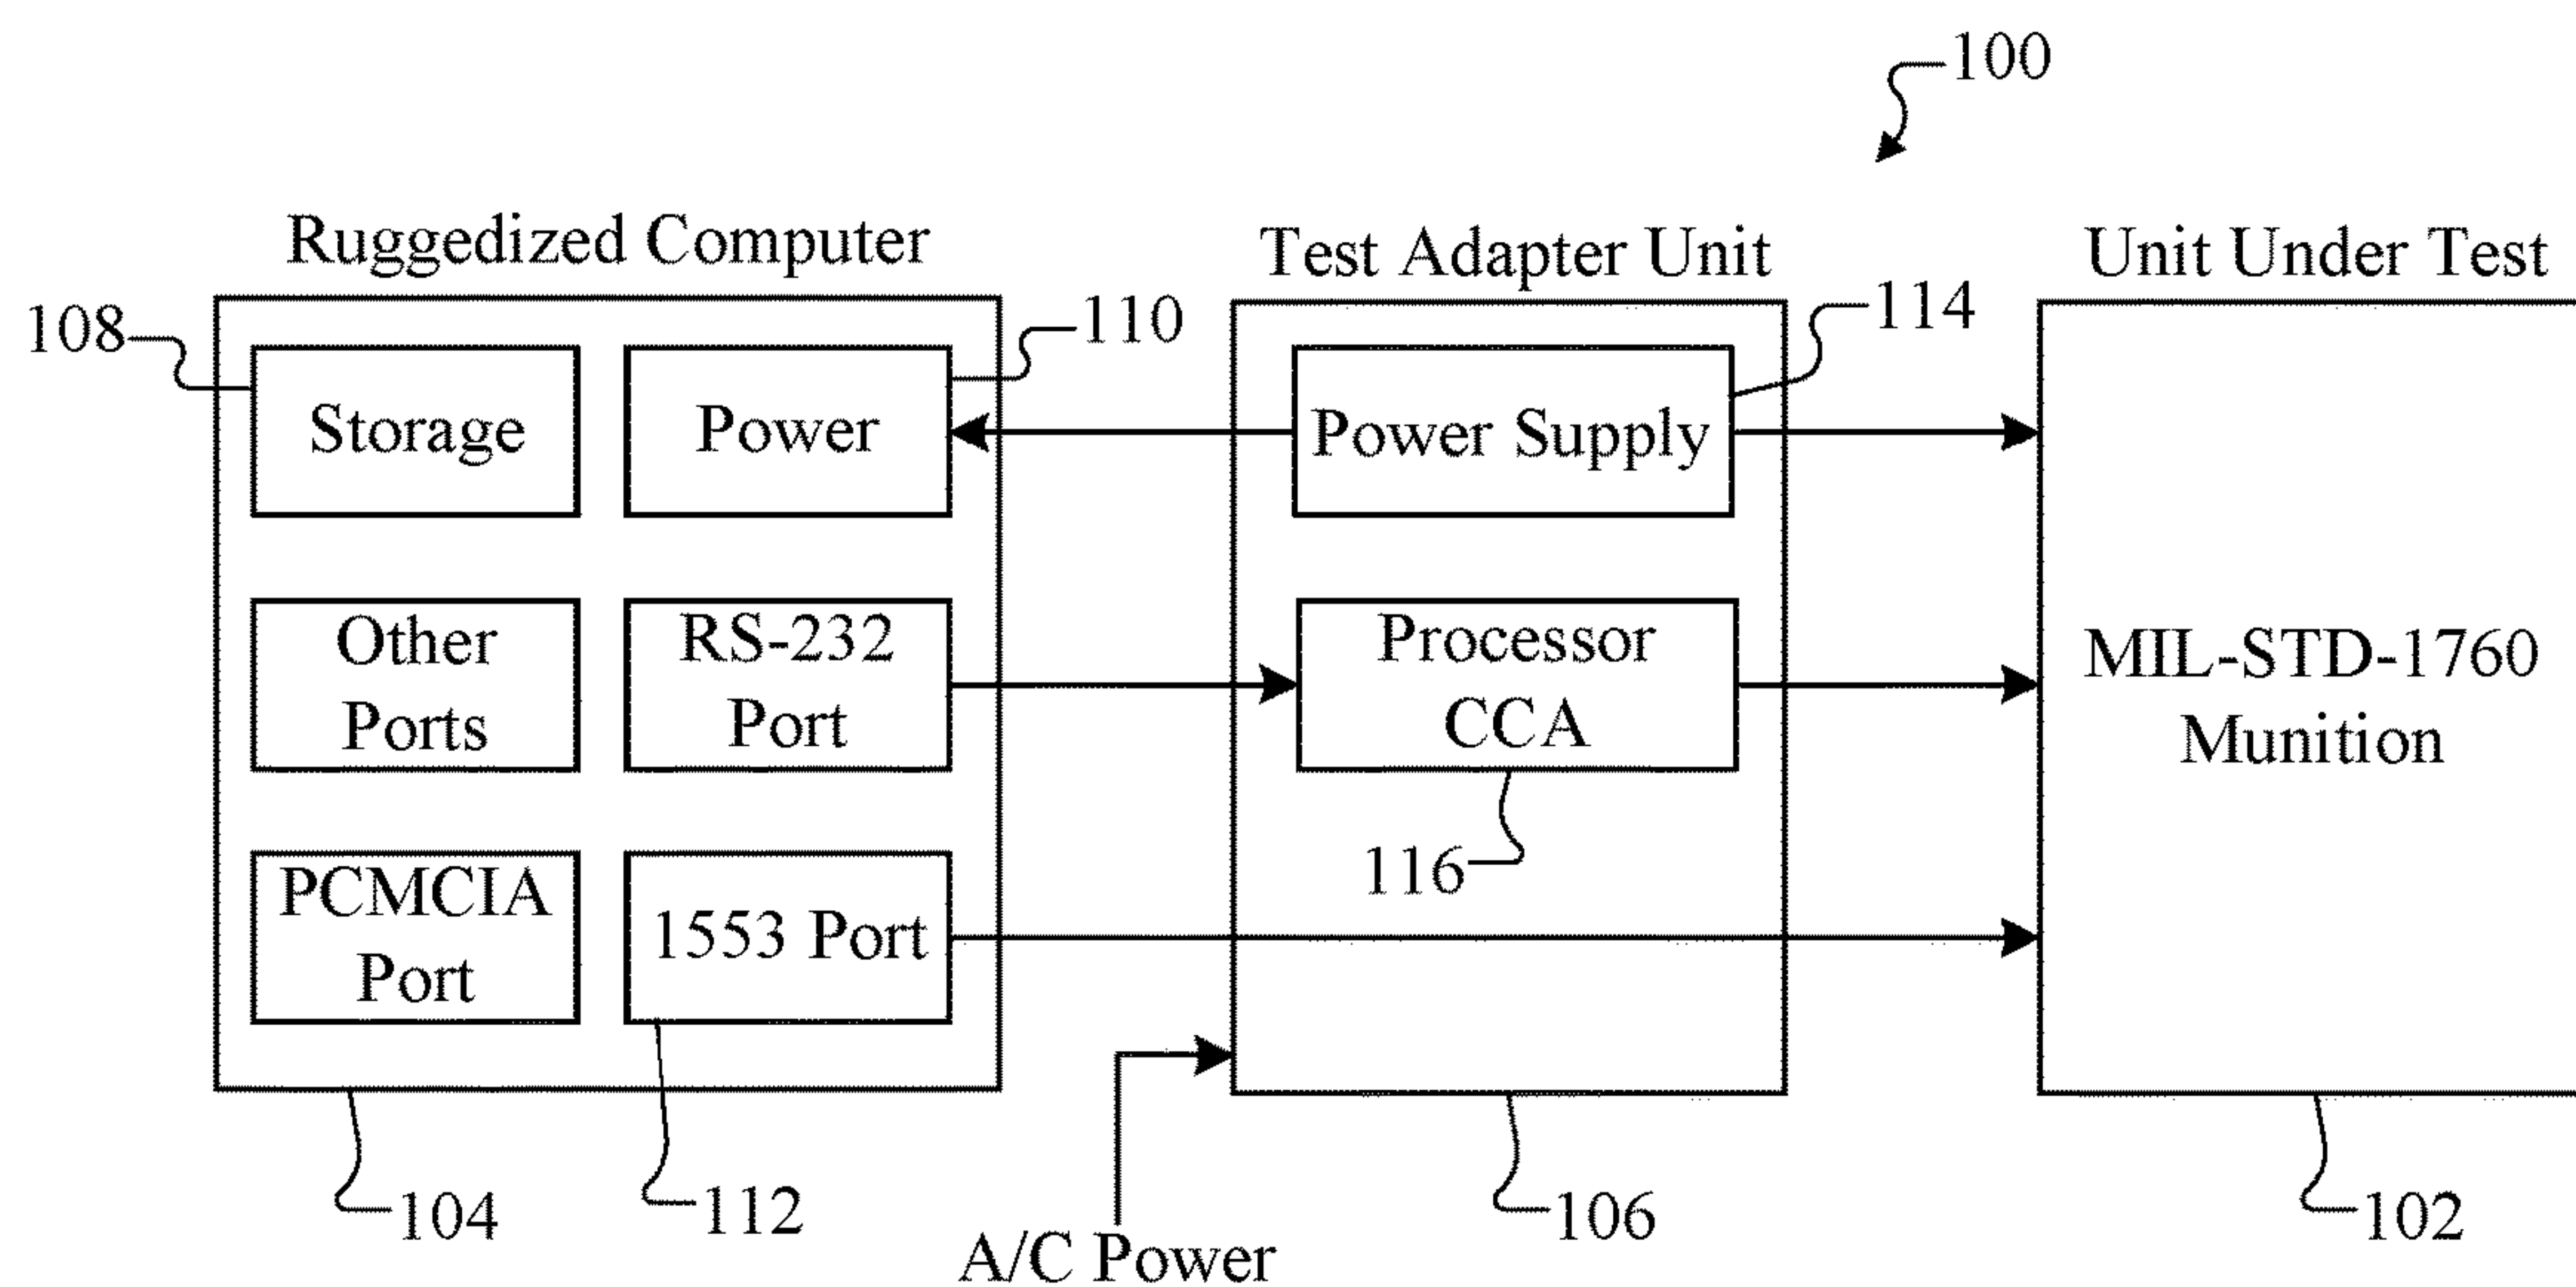 100
Ruggedized Computer
Test Adapter Unit
Unit Under Test
108
110
114
Storage
Power
Power Supply
Other
Ports
RS-232
Port
Processor
CCA
MIL-STD-1760
Munition
116
PCMCIA
Port
1553 Port
104
112
A/C Power
106
102